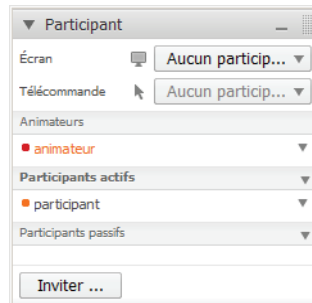 Participant
Écran Aucun particip...
Télécommande Aucun particip...
Animateurs
animateur
Participants actifs
participant
Participants passifs
Inviter ...